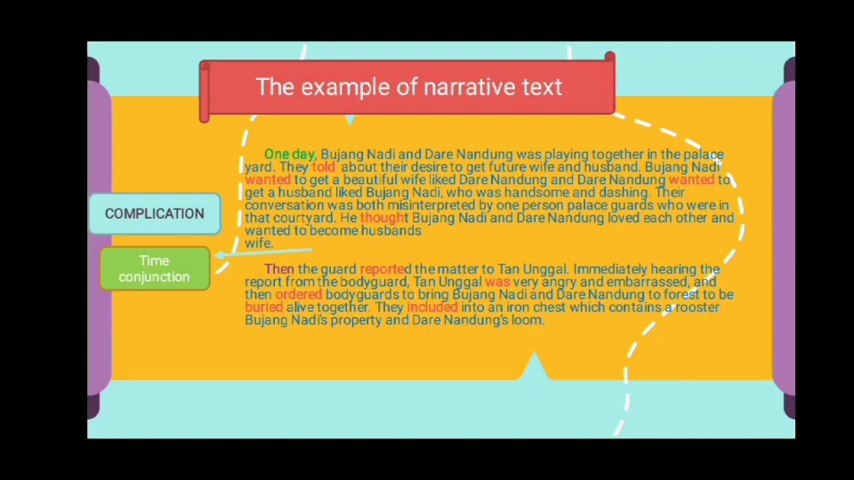 The example of narrative text
One day, Bujang Nadi and Dare Nandung was playing together in the palace
yard. They told about their desire to get future wife and husband. Bujang Nadi
wanted to get a beautiful wife liked Dare Nandung and Dare Nandung wanted to
get a husband liked Bujang Nadi, who was handsome and dashing. Their
conversation was both misinterpreted by one person palace guards who were in
that courtyard. He thought Bujang Nadi and Dare Nandung loved each other and
wanted to become husbands
wife.
COMPLICATION
Time
conjunction
Then the guard reported the matter to Tan Unggal. Immediately hearing the
report from the bodyguard, Tan Unggal was very angry and embarrassed, and
then ordered bodyguards to bring Bujang Nadi and Dare Nandung to forest to be
buried alive together. They included into an iron chest which contains a rooster
Bujang Nadi's property and Dare Nandung's loom.